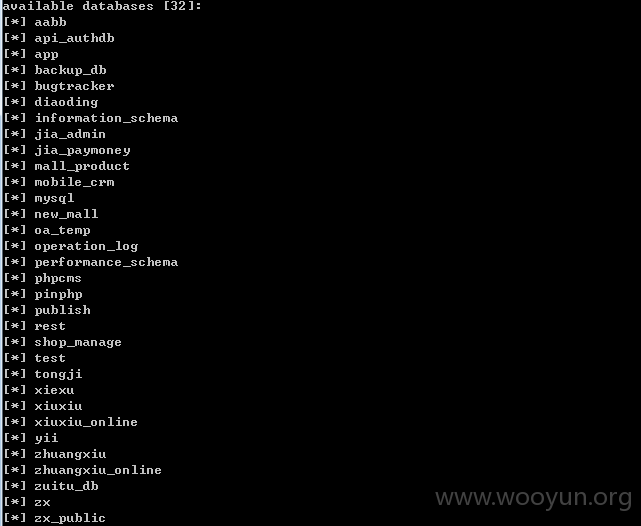 available databases [32]:
[*] aabb
[*] api_authdb
[*] app
[*] backup_db
[*] bugtracker
[*] diaoding
[*] information_schema
[*] jia_admin
[*] jia_paymoney
[*] mall_product
[*] mobile_crm
[*] mysql
[*] new_mall
[*] oa_temp
[*] operation_log
[*] performance_schema
[*] phpcms
[*] pinphp
[*] publish
[*] rest
[*] shop_manage
[*] test
[*] tongji
[*] xiexu
[*] xiuxiu
[*] xiuxiu_online
[*] yii
[*] zhuangxiu
[*] zhuangxiu_online
[*] zuitu_db
[*] zx
[*] zx_public
www.wooyun.org